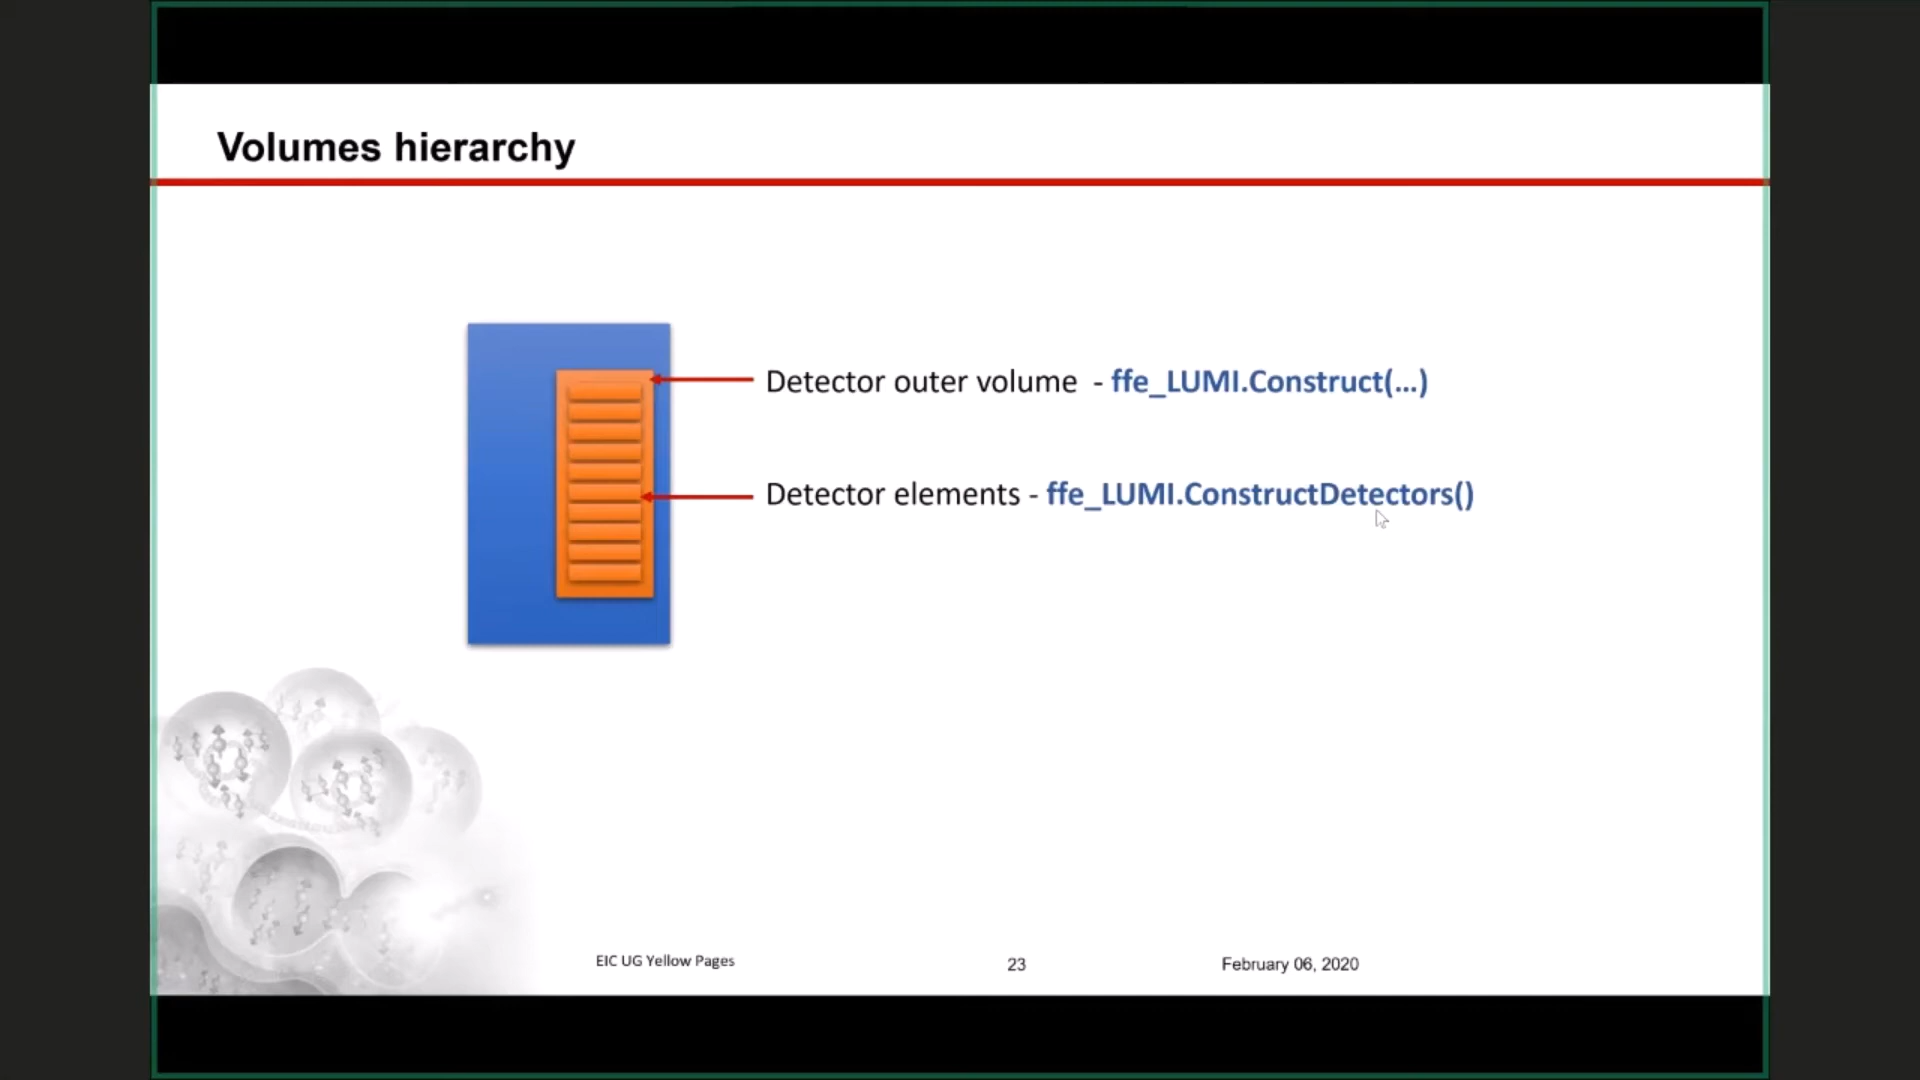 Volumes hierarchy
Detector outer volume - ffe_LUMI.Construct(...)
Detector elements - ffe_LUMI.ConstructDetectors()
EIC UG Yellow Pages
23
February 06, 2020